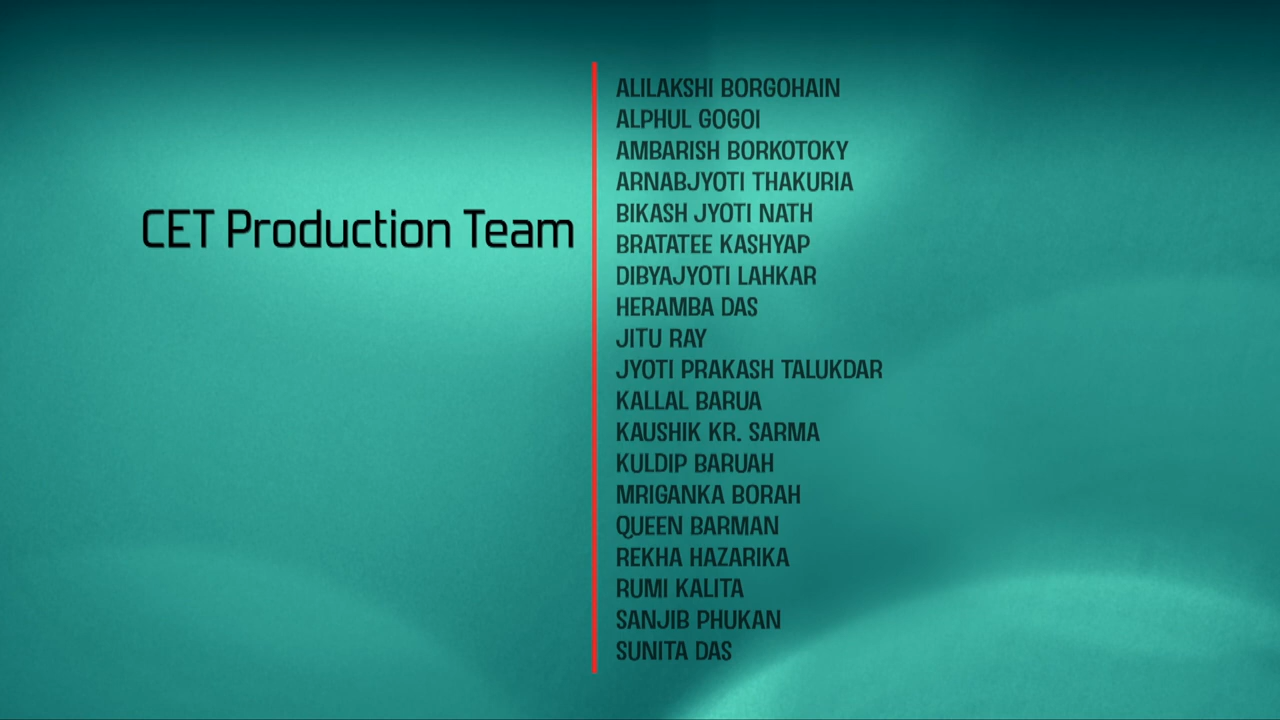 CET Production Team
ALILAKSHI BORGOHAIN
ALPHUL GOGOI
AMBARISH BORKOTOKY
ARNABJYOTI THAKURIA
BIKASH JYOTI NATH
BRATATEE KASHYAP
DIBYAJYOTI LAHKAR
HERAMBA DAS
JITU RAY
JYOTI PRAKASH TALUKDAR
KALLAL BARUA
KAUSHIK KR. SARMA
KULDIP BARUAH
MRIGANKA BORAH
QUEEN BARMAN
REKHA HAZARIKA
RUMI KALITA
SANJIB PHUKAN
SUNITA DAS